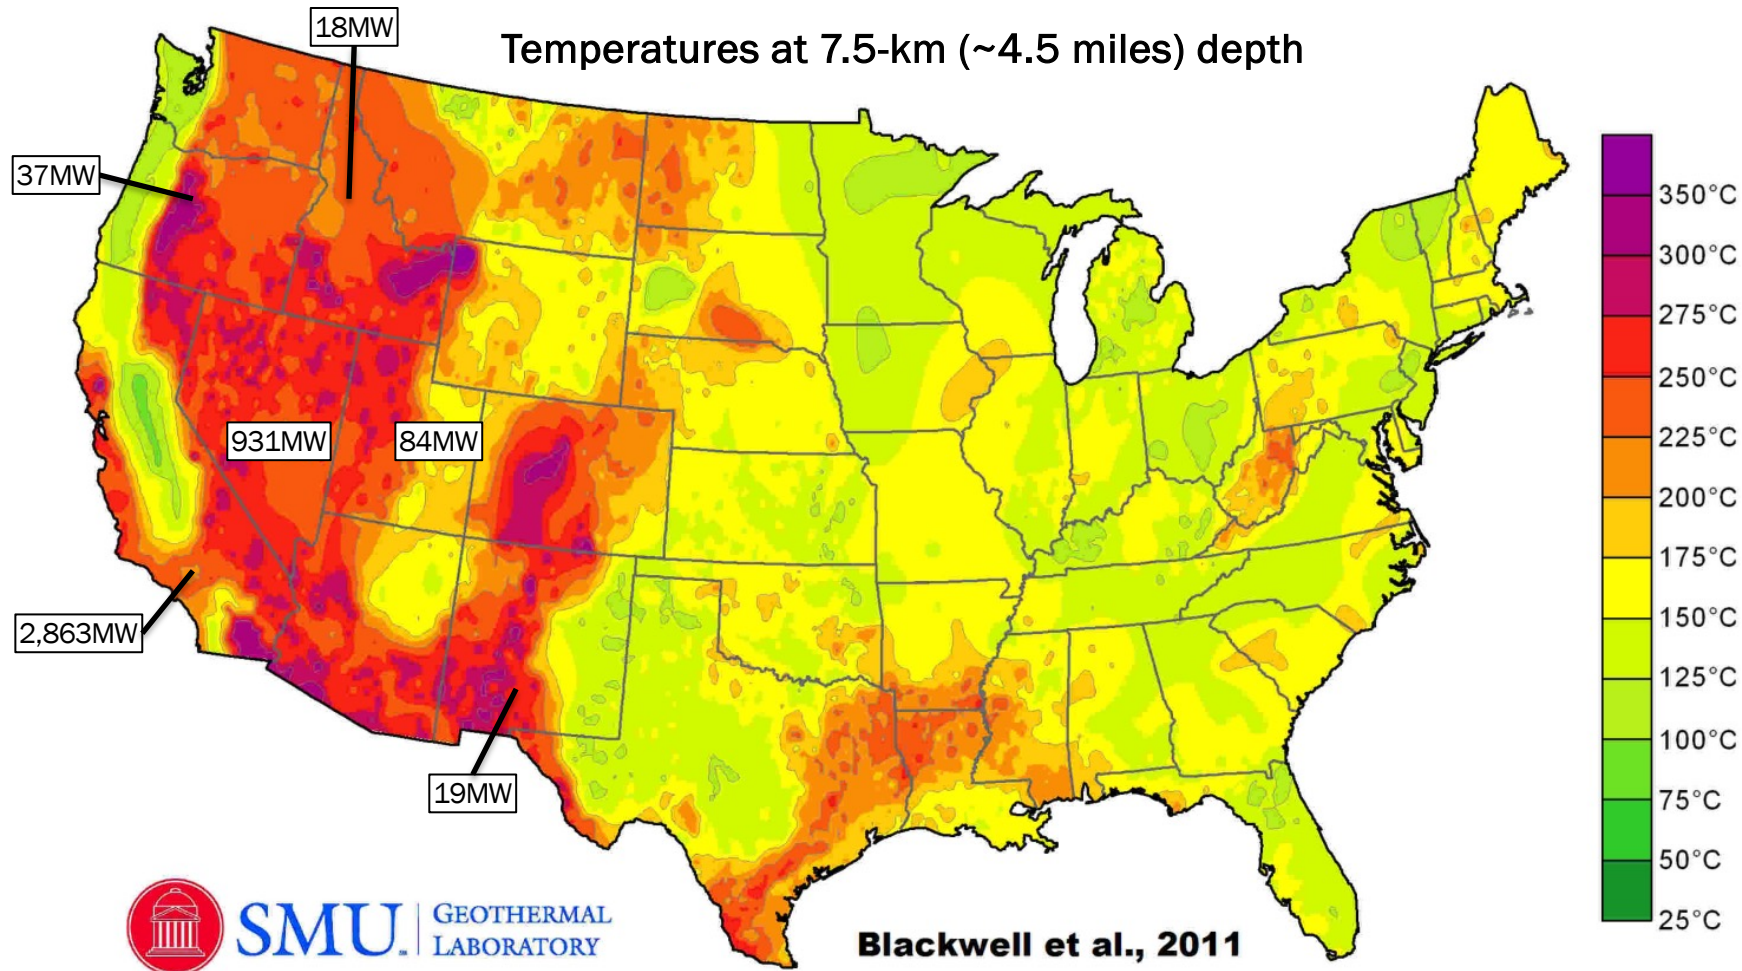 18MW
Temperatures at 7.5-km (~4.5 miles) depth
37MW
931MW
84MW
2,863MW
19MW
350°C
300°C
275°C
250°C
225°C
200°C
175°C
150°C
125°C
100°C
75°C
50°C
25°C
SMU
GEOTHERMAL
LABORATORY
Blackwell et al., 2011